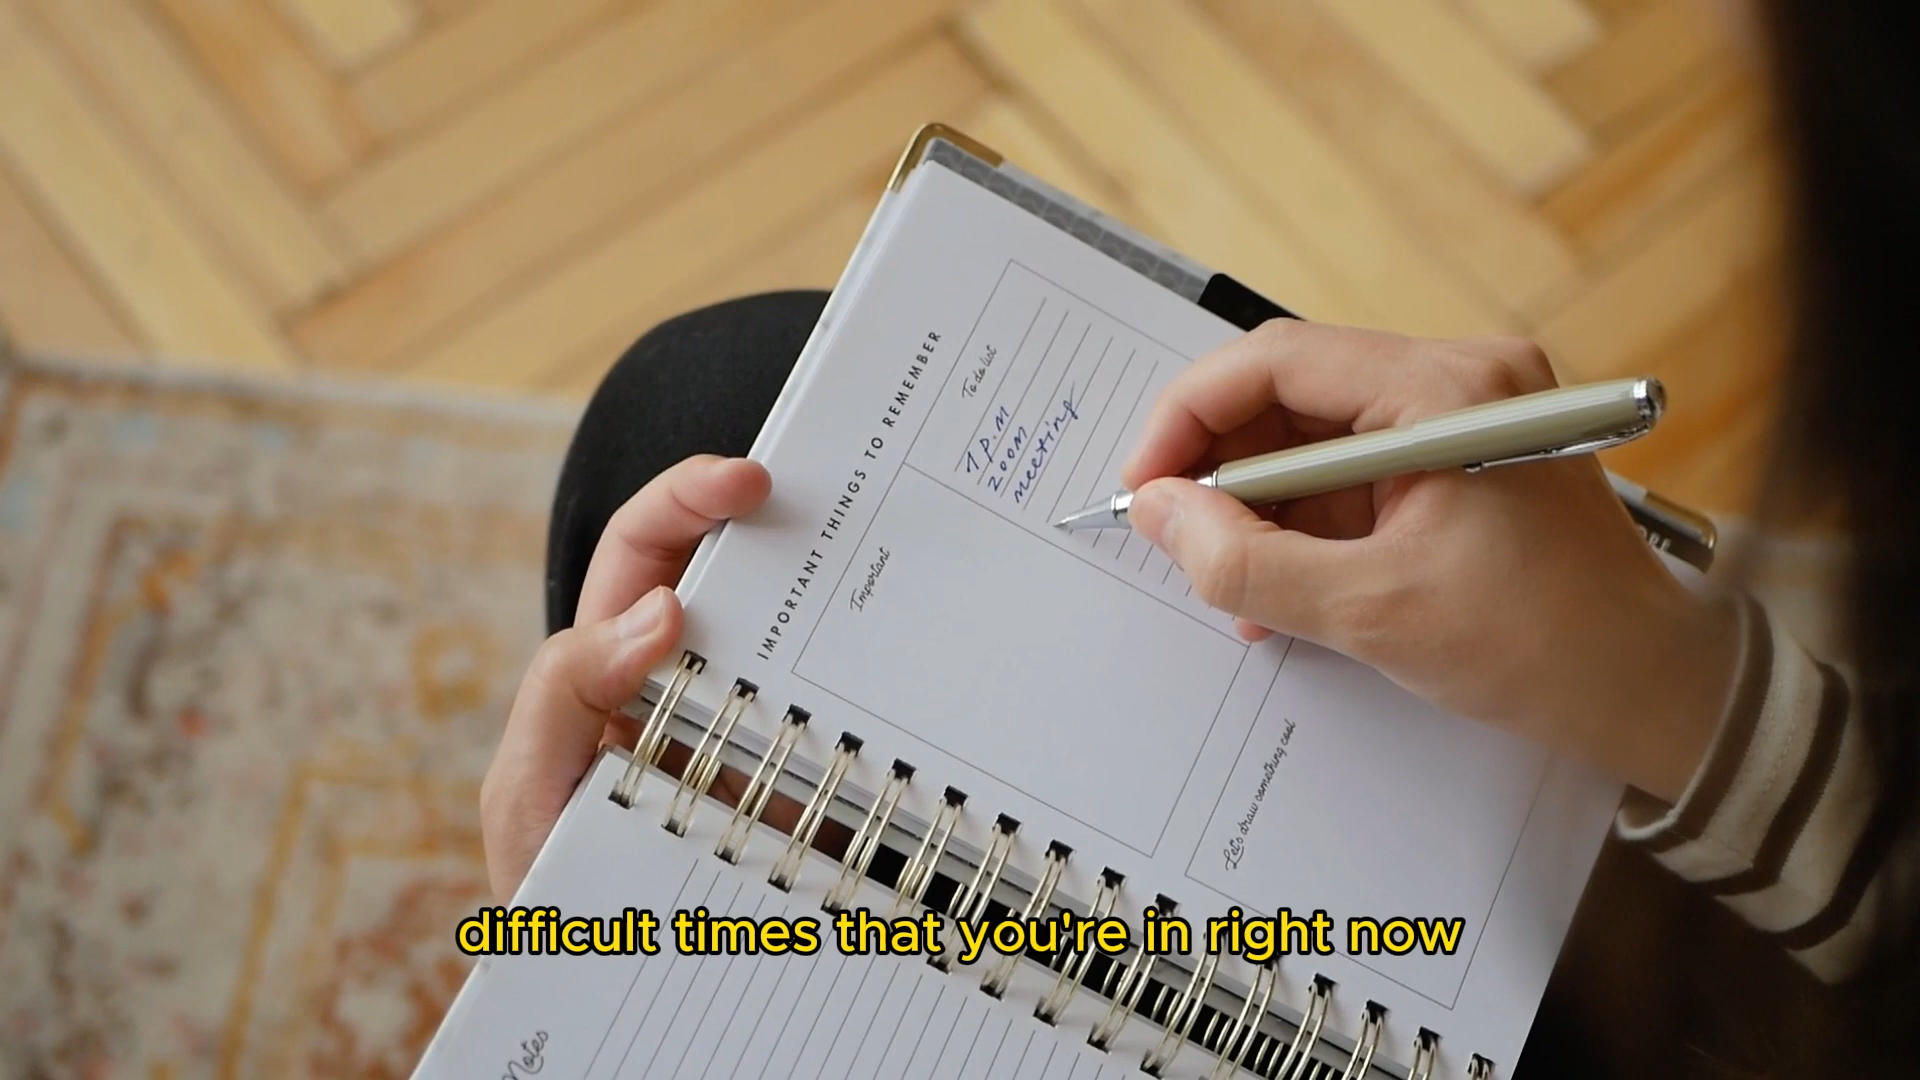 IMPORTANT THINGS TO REMEMBER
To do list
1 P.M
ZOOM
meeting
Important
Let's draw something cool
Notes
difficult times that you're in right now